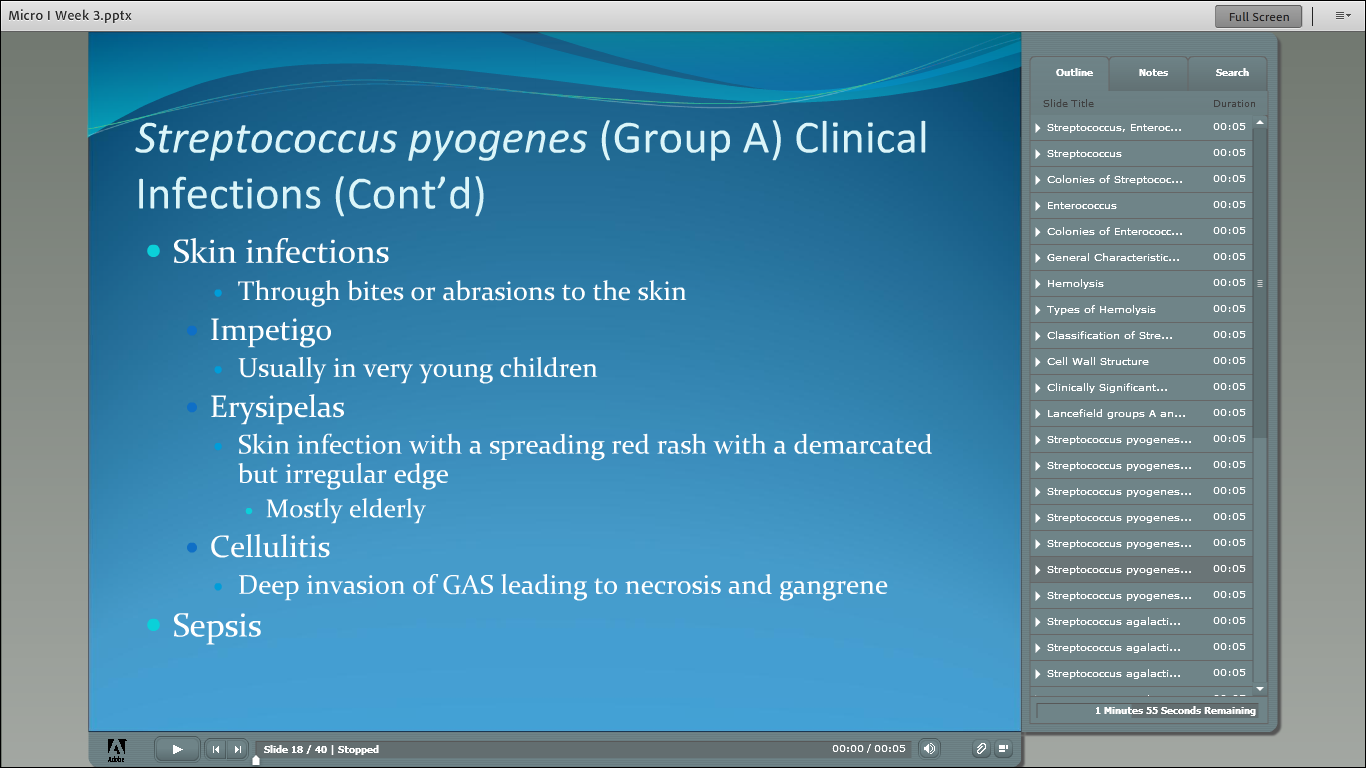 Micro I Week 3.pptx
Full Screen
Streptococcus pyogenes (Group A) Clinical
Infections (Cont’d)
Skin infections
Through bites or abrasions to the skin
Impetigo
Usually in very young children
Erysipelas
Skin infection with a spreading red rash with a demarcated
but irregular edge
Mostly elderly
Cellulitis
Deep invasion of GAS leading to necrosis and gangrene
Sepsis
Outline Notes Search
Slide Title Duration
Streptococcus, Enteroc... 00:05
Streptococcus 00:05
Colonies of Streptococ... 00:05
Enterococcus 00:05
Colonies of Enterococc... 00:05
General Characteristic... 00:05
Hemolysis 00:05
Types of Hemolysis 00:05
Classification of Stre... 00:05
Cell Wall Structure 00:05
Clinically Significant... 00:05
Lancefield groups A an... 00:05
Streptococcus pyogenes... 00:05
Streptococcus pyogenes... 00:05
Streptococcus pyogenes... 00:05
Streptococcus pyogenes... 00:05
Streptococcus pyogenes... 00:05
Streptococcus pyogenes... 00:05
Streptococcus pyogenes... 00:05
Streptococcus agalacti... 00:05
Streptococcus agalacti... 00:05
Streptococcus agalacti... 00:05
1 Minutes 55 Seconds Remaining
Adobe
Slide 18 / 40 | Stopped
00:00 / 00:05